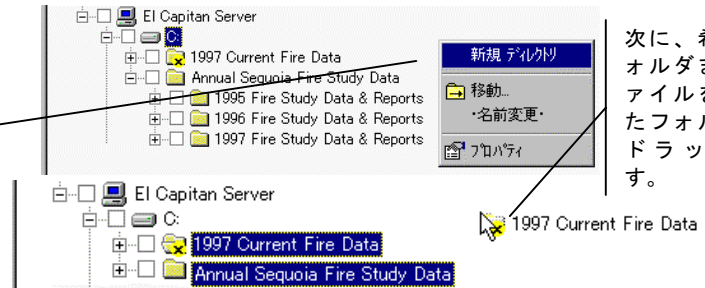 El Capitan Server
C:
1997 Current Fire Data
Annual Sequoia Fire Study Data
1995 Fire Study Data & Reports
1996 Fire Study Data & Reports
1997 Fire Study Data & Reports
新規 ディレクトリ
移動...
・名前変更・
プロパティ
次に、希
ォルダま
ァイルを
たフォル
ドラッ
す。
El Capitan Server
C:
1997 Current Fire Data
Annual Sequoia Fire Study Data
1997 Current Fire Data